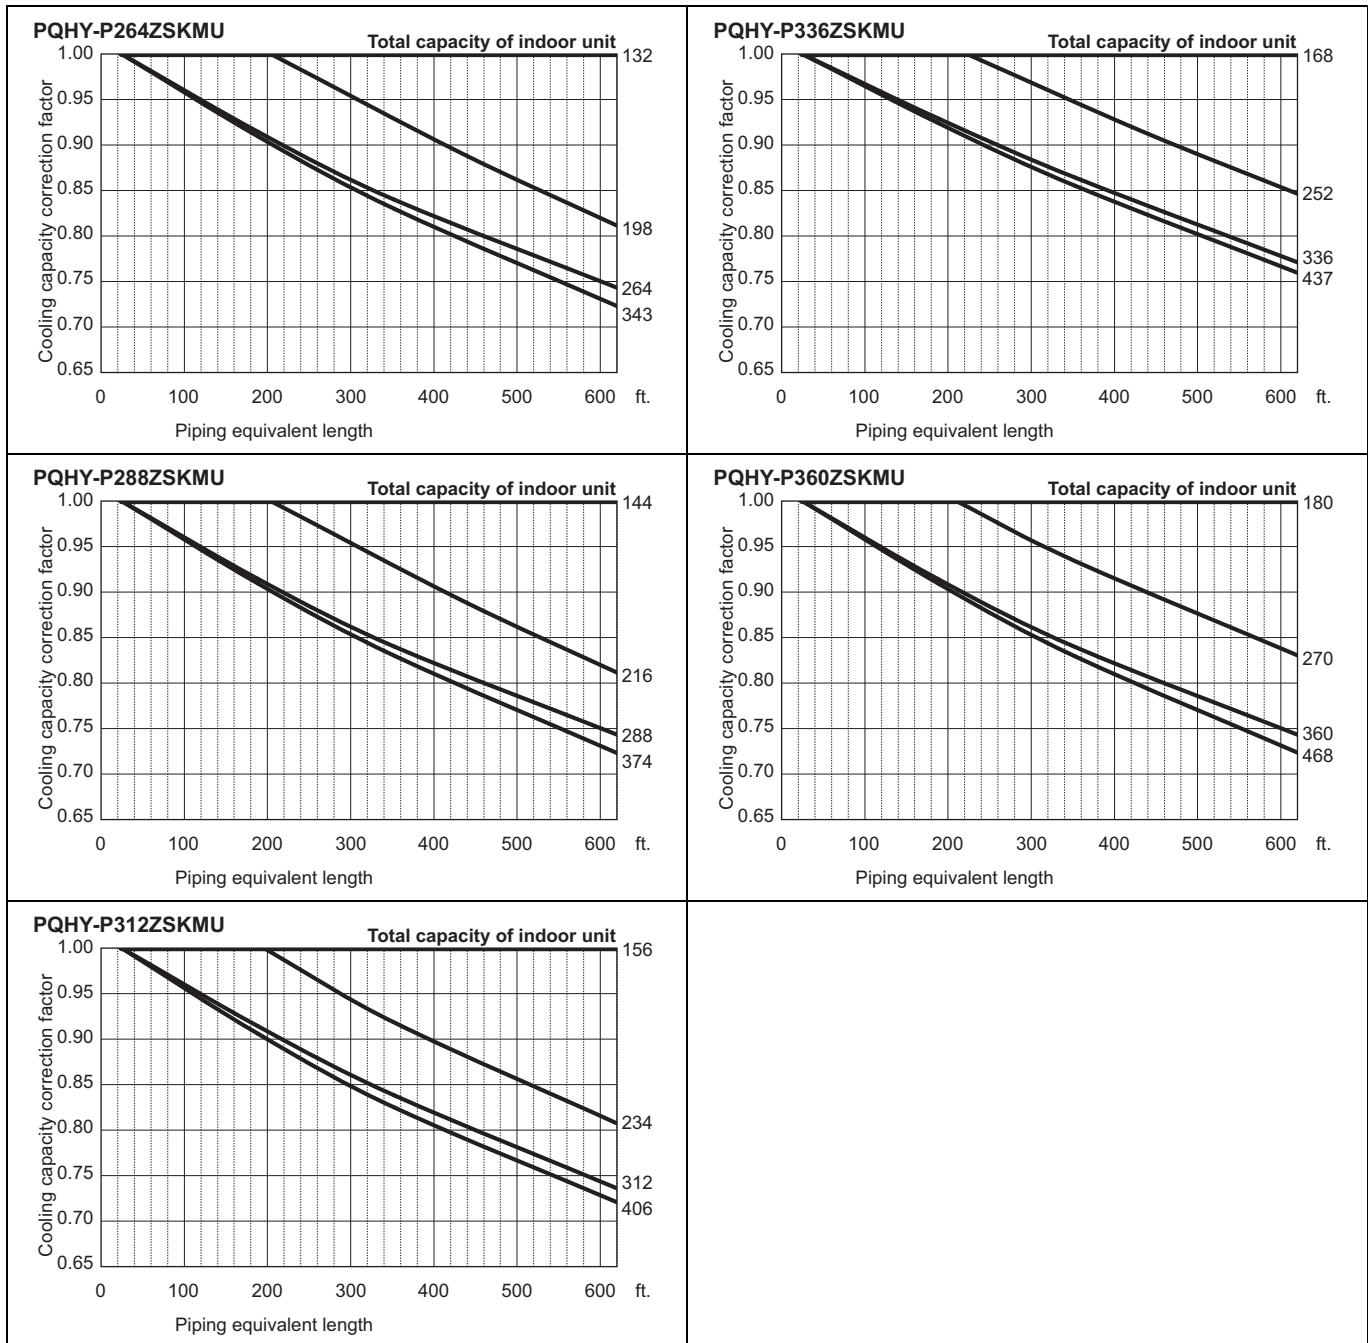 PQHY-P264ZSKMU
Total capacity of indoor unit
Cooling capacity correction factor
1.00
0.95
0.90
0.85
0.80
0.75
0.70
0.65
132
198
264
343
0 100 200 300 400 500 600 ft.
Piping equivalent length
PQHY-P336ZSKMU
Total capacity of indoor unit
Cooling capacity correction factor
1.00
0.95
0.90
0.85
0.80
0.75
0.70
0.65
168
252
336
437
0 100 200 300 400 500 600 ft.
Piping equivalent length
PQHY-P288ZSKMU
Total capacity of indoor unit
Cooling capacity correction factor
1.00
0.95
0.90
0.85
0.80
0.75
0.70
0.65
144
216
288
374
0 100 200 300 400 500 600 ft.
Piping equivalent length
PQHY-P360ZSKMU
Total capacity of indoor unit
Cooling capacity correction factor
1.00
0.95
0.90
0.85
0.80
0.75
0.70
0.65
180
270
360
468
0 100 200 300 400 500 600 ft.
Piping equivalent length
PQHY-P312ZSKMU
Total capacity of indoor unit
Cooling capacity correction factor
1.00
0.95
0.90
0.85
0.80
0.75
0.70
0.65
156
234
312
406
0 100 200 300 400 500 600 ft.
Piping equivalent length